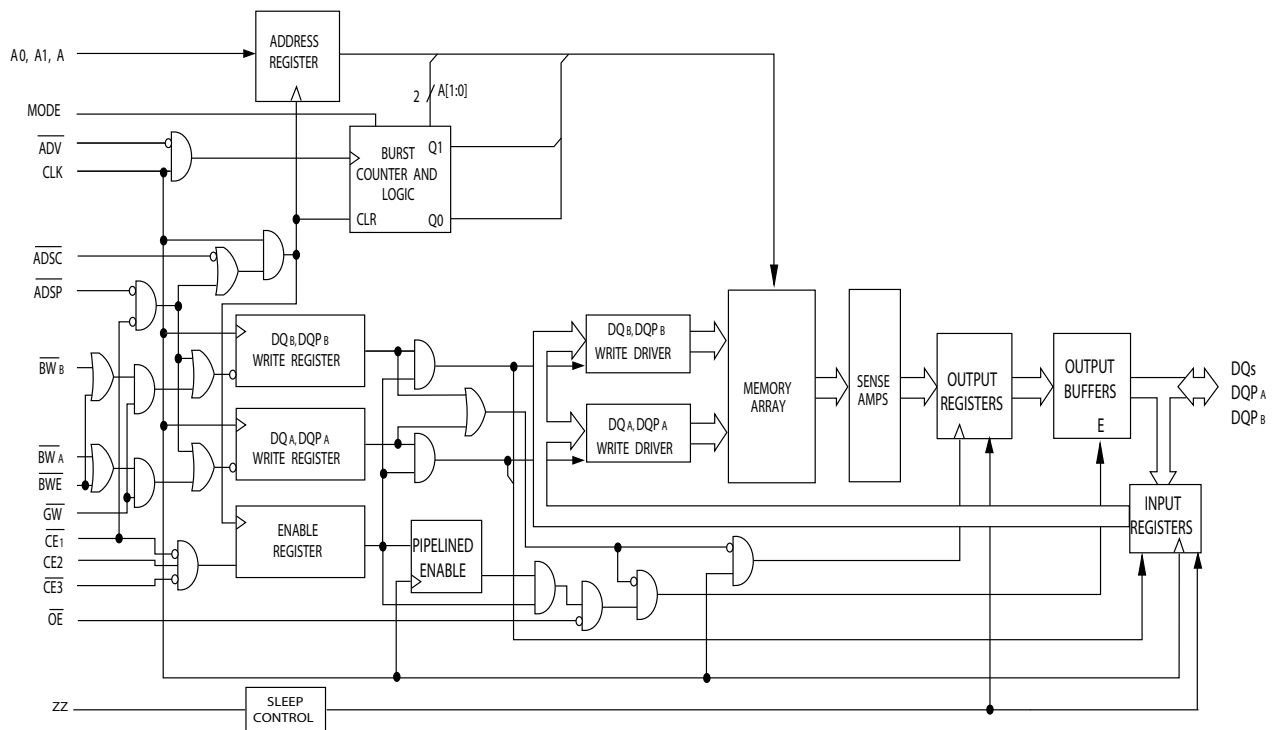 A0, A1, A
ADDRESS
REGISTER
2
A[1:0]
MODE
ADV
CLK
BURST
COUNTER AND
LOGIC
Q1
CLR
Q0
ADSC
ADSP
DQB, DQPB
WRITE REGISTER
DQB, DQPB
WRITE DRIVER
MEMORY
ARRAY
SENSE
AMPS
OUTPUT
REGISTERS
OUTPUT
BUFFERS
E
DQs
DQPA
DQPB
BWB
DQA, DQPA
WRITE REGISTER
DQA, DQPA
WRITE DRIVER
BWA
BWE
GW
CE1
CE2
CE3
OE
ENABLE
REGISTER
PIPELINED
ENABLE
INPUT
REGISTERS
ZZ
SLEEP
CONTROL